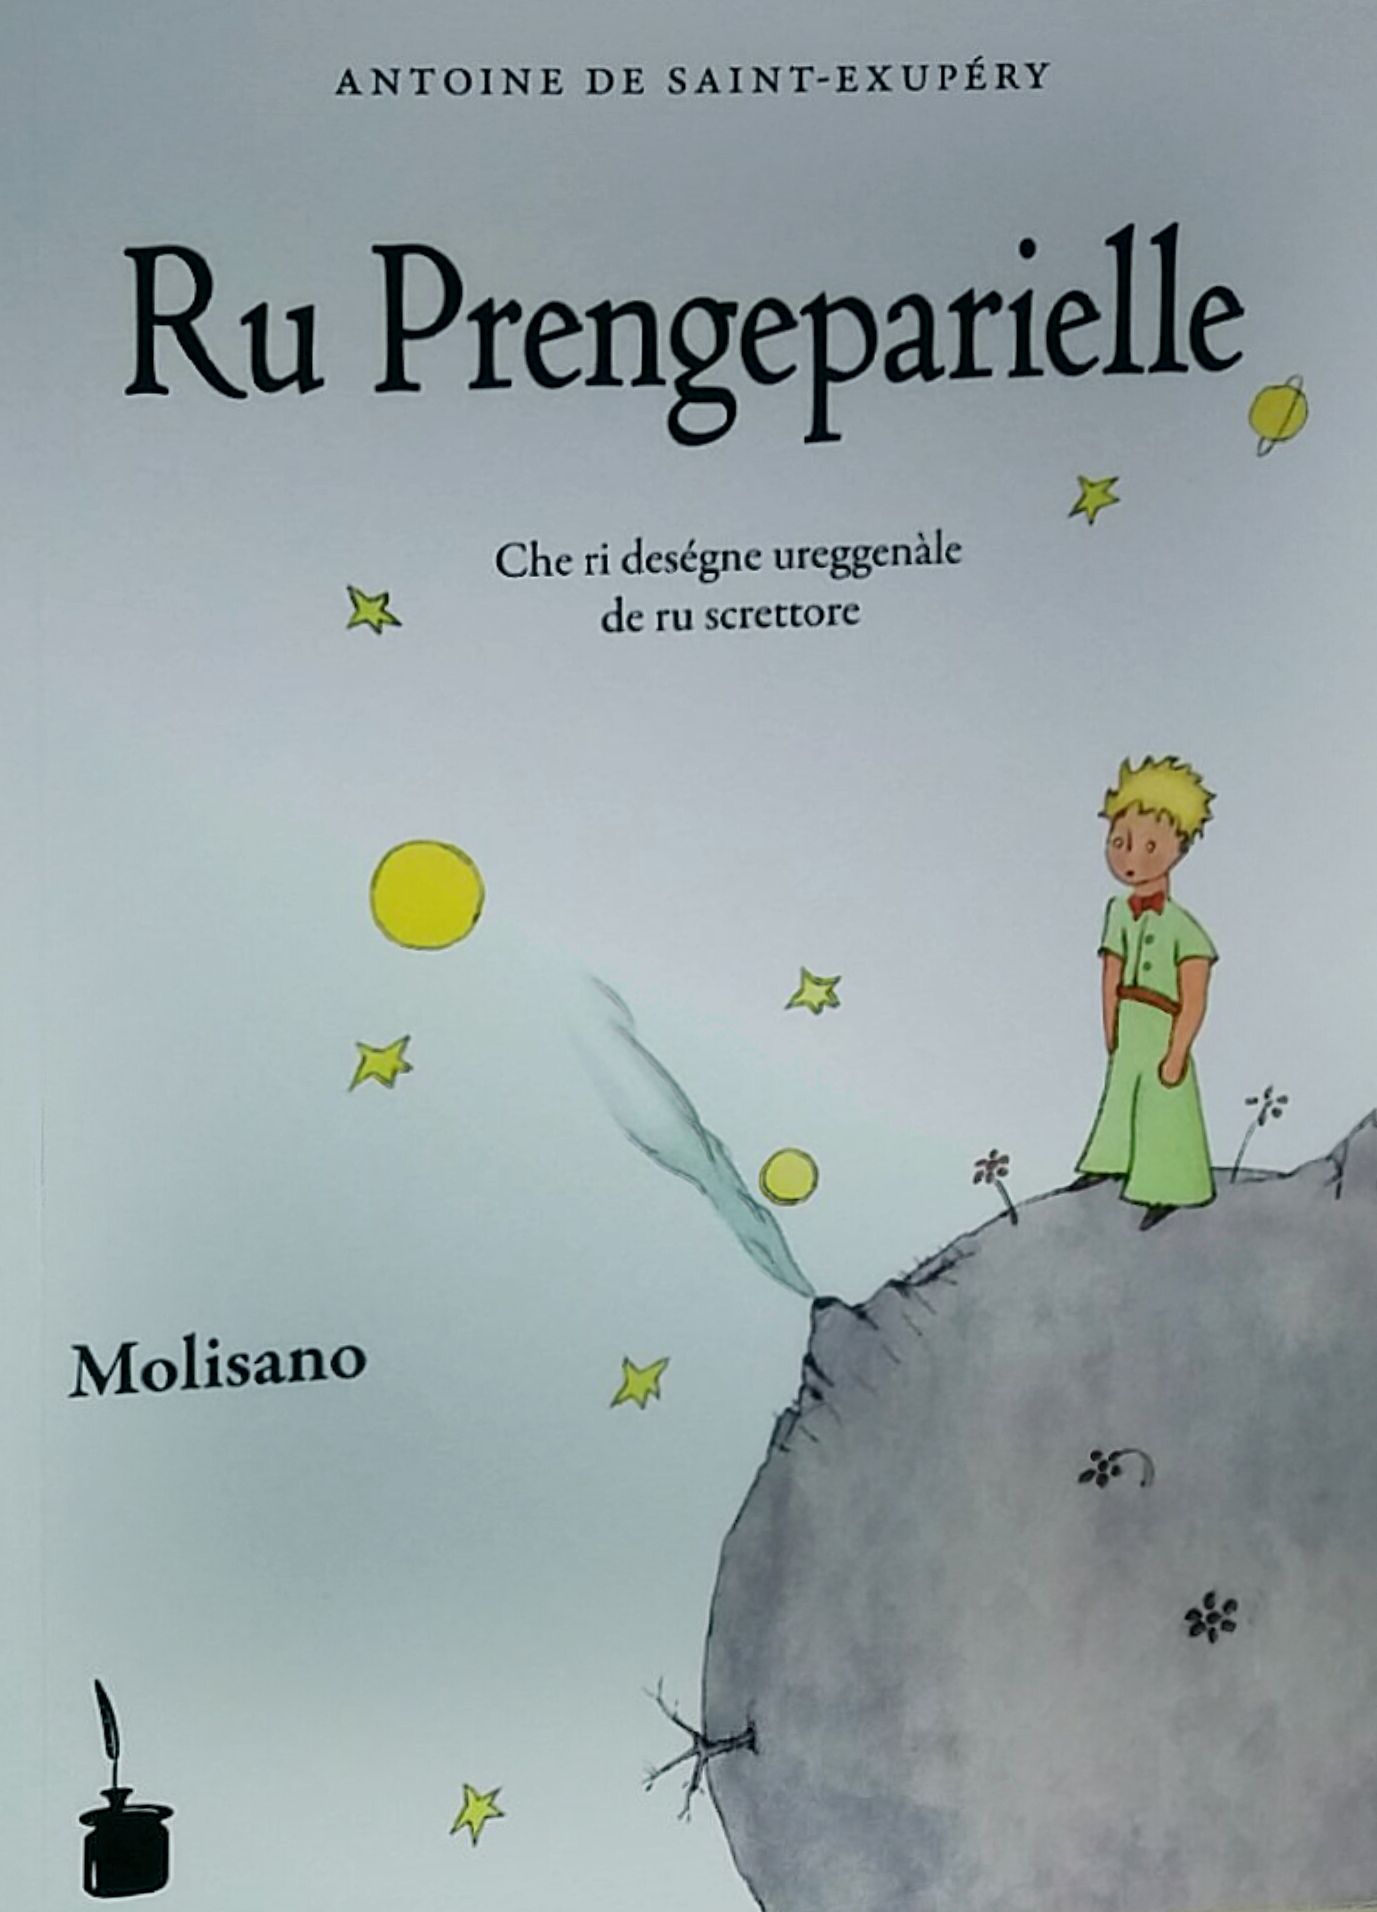 ANTOINE DE SAINT-EXUPÉRY
Ru Prengeparielle
Che ri deségne ureggenàle
de ru screttore
Molisano